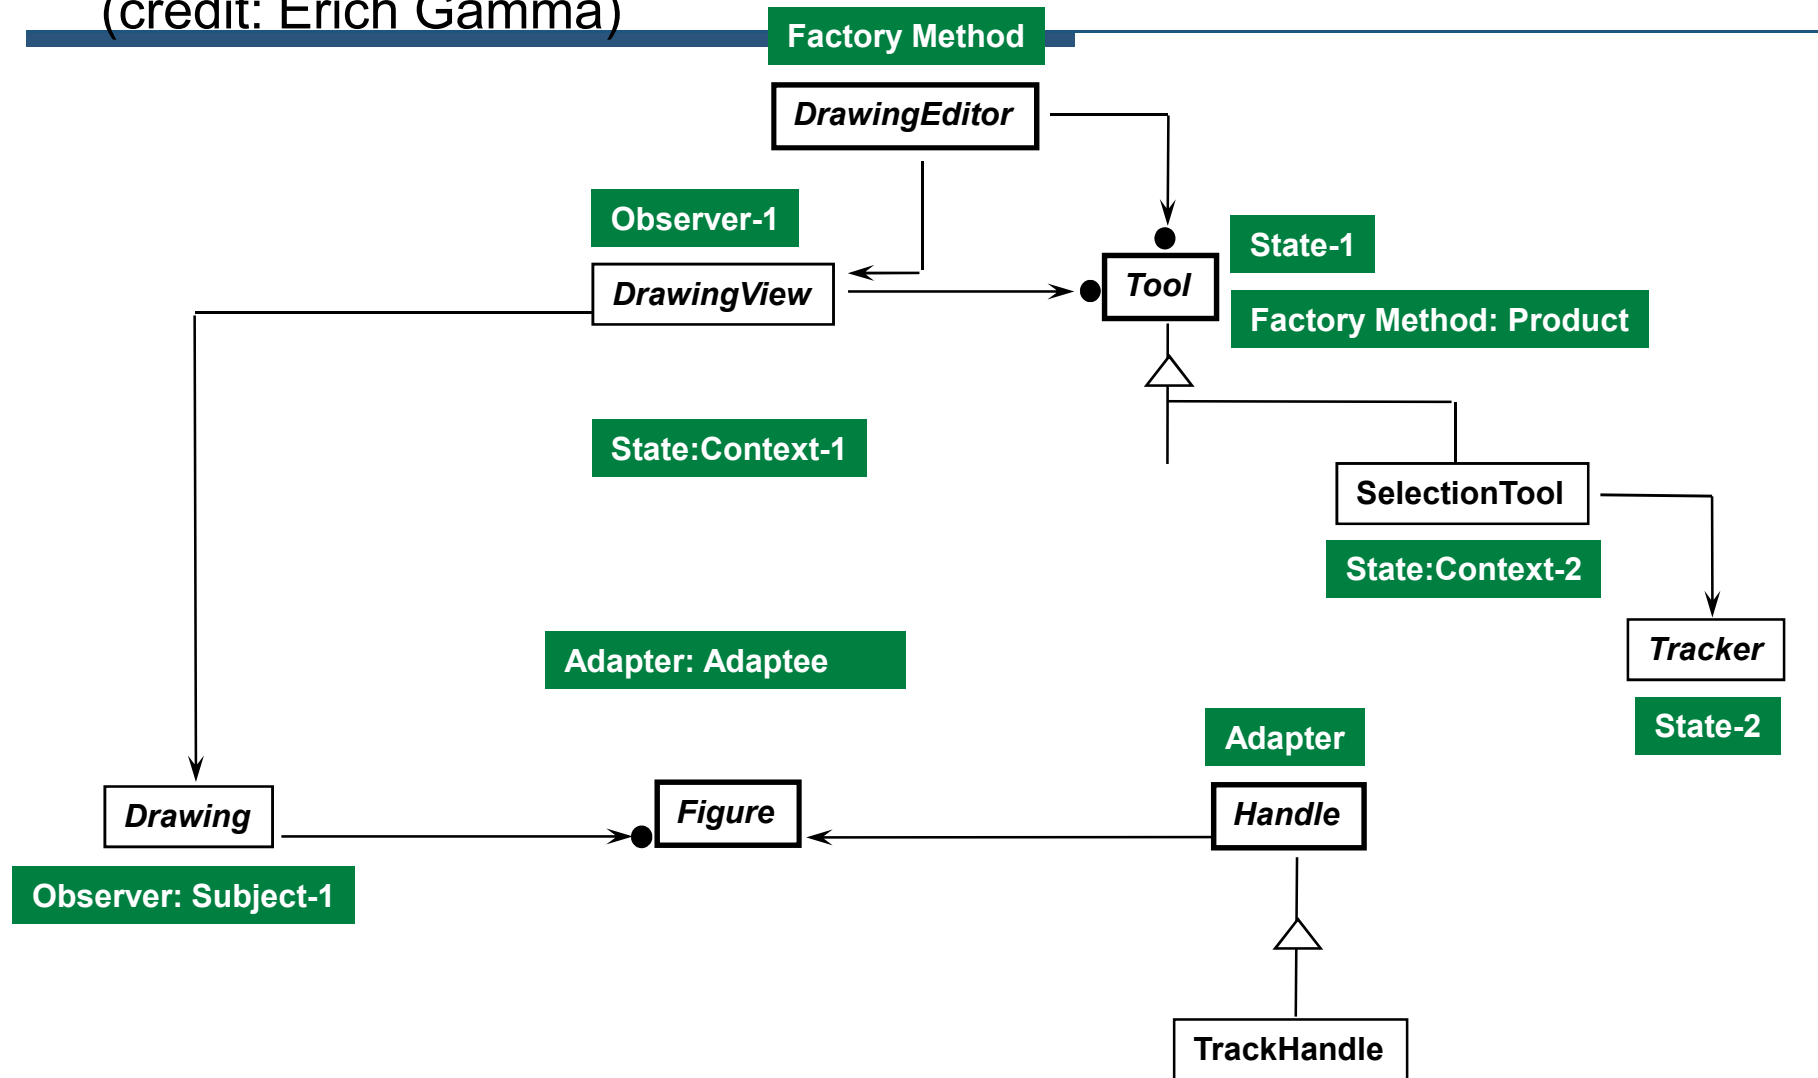 (credit: Erich Gamma)
Factory Method
DrawingEditor
Observer-1
State-1
DrawingView
Tool
Factory Method: Product
State:Context-1
SelectionTool
State:Context-2
Adapter: Adaptee
Tracker
State-2
Adapter
Drawing
Figure
Handle
Observer: Subject-1
TrackHandle